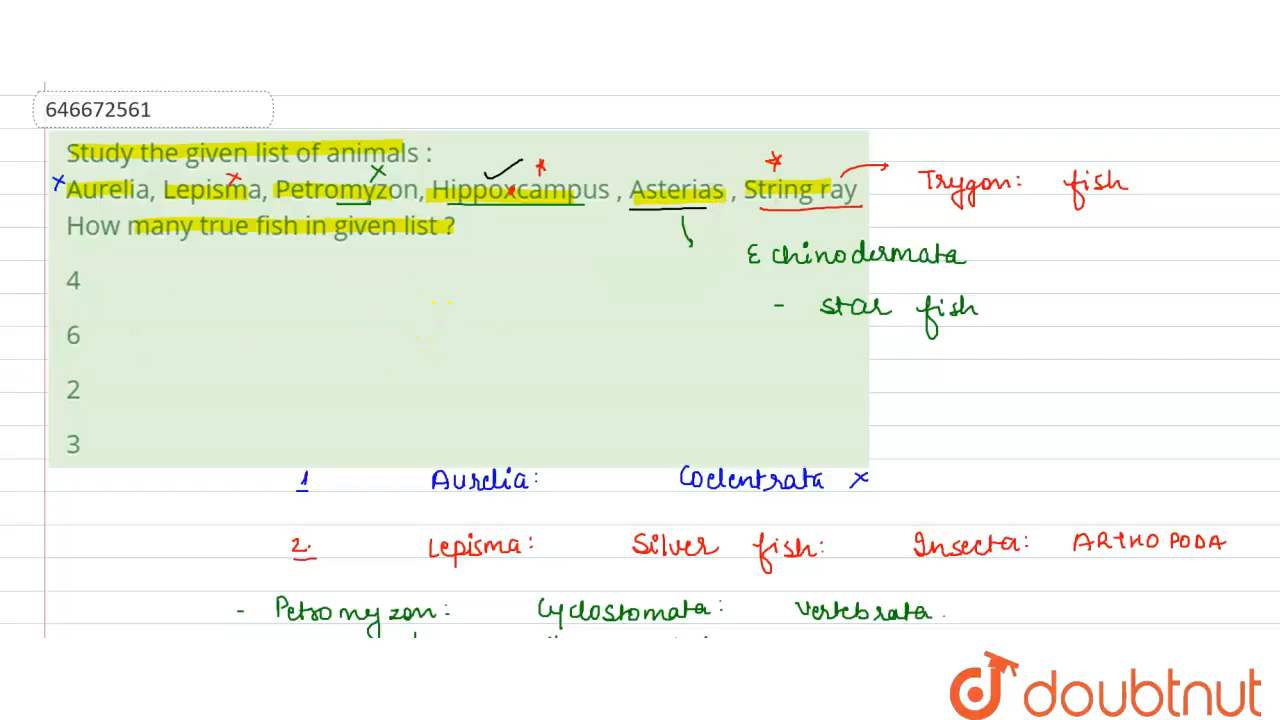 646672561
Study the given list of animals :
Aurelia, Lepisma, Petromyzon, Hippoxcampus , Asterias , String ray
Trygon: fish
How many true fish in given list ?
Echinodermata
- star fish
4
6
2
3
1 Aurelia: Coelentrata x
2. Lepisma: Silver fish: Insecta: ARTHOPODA
- Petromyzon: Cyclostomata: Vertebrata.
doubtnut